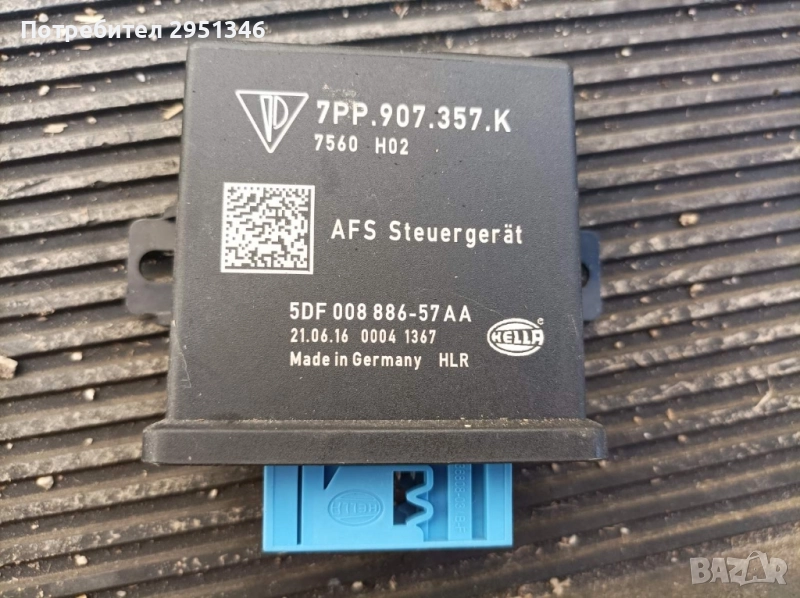 Потребител 2951346
7PP.907.357.K
7560 H02
AFS Steuergerät
5DF 008 886-57AA
21.06.16 0004 1367
HELLA
Made in Germany HLR
HELLA
BAZAR